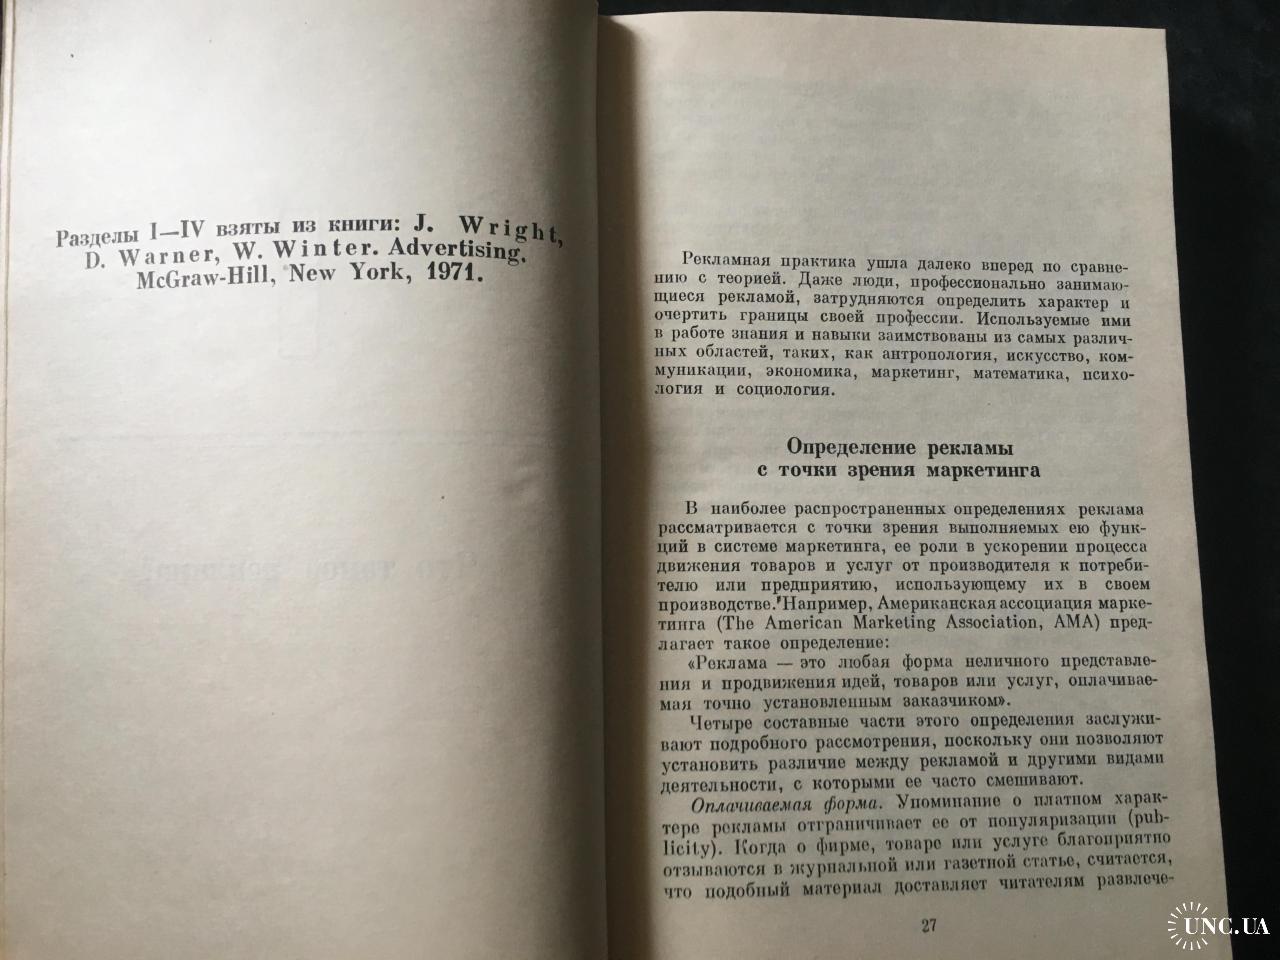 Разделы I—IV взяты из книги: J. Wright,
D. Warner, W. Winter. Advertising.
McGraw-Hill, New York, 1971.
Рекламная практика ушла далеко вперед по сравне-
нию с теорией. Даже люди, профессионально занимаю-
щиеся рекламой, затрудняются определить характер и
очертить границы своей профессии. Используемые ими
в работе знания и навыки заимствованы из самых различ-
ных областей, таких, как антропология, искусство, ком-
муникации, экономика, маркетинг, математика, психо-
логия и социология.
Определение рекламы
с точки зрения маркетинга
В наиболее распространенных определениях реклама
рассматривается с точки зрения выполняемых ею функ-
ций в системе маркетинга, ее роли в ускорении процесса
движения товаров и услуг от производителя к потреби-
телю или предприятию, использующему их в своем
производстве. Например, Американская ассоциация марке-
тинга (The American Marketing Association, AMA) пред-
лагает такое определение:
«Реклама — это любая форма неличного представле-
ния и продвижения идей, товаров или услуг, оплачивае-
мая точно установленным заказчиком».
Четыре составные части этого определения заслужи-
вают подробного рассмотрения, поскольку они позволяют
установить различие между рекламой и другими видами
деятельности, с которыми ее часто смешивают.
Оплачиваемая форма. Упоминание о платном харак-
тере рекламы отграничивает ее от популяризации (pub-
licity). Когда о фирме, товаре или услуге благоприятно
отзываются в журнальной или газетной статье, считается,
что подобный материал доставляет читателям развлече-
27
UNC.UA